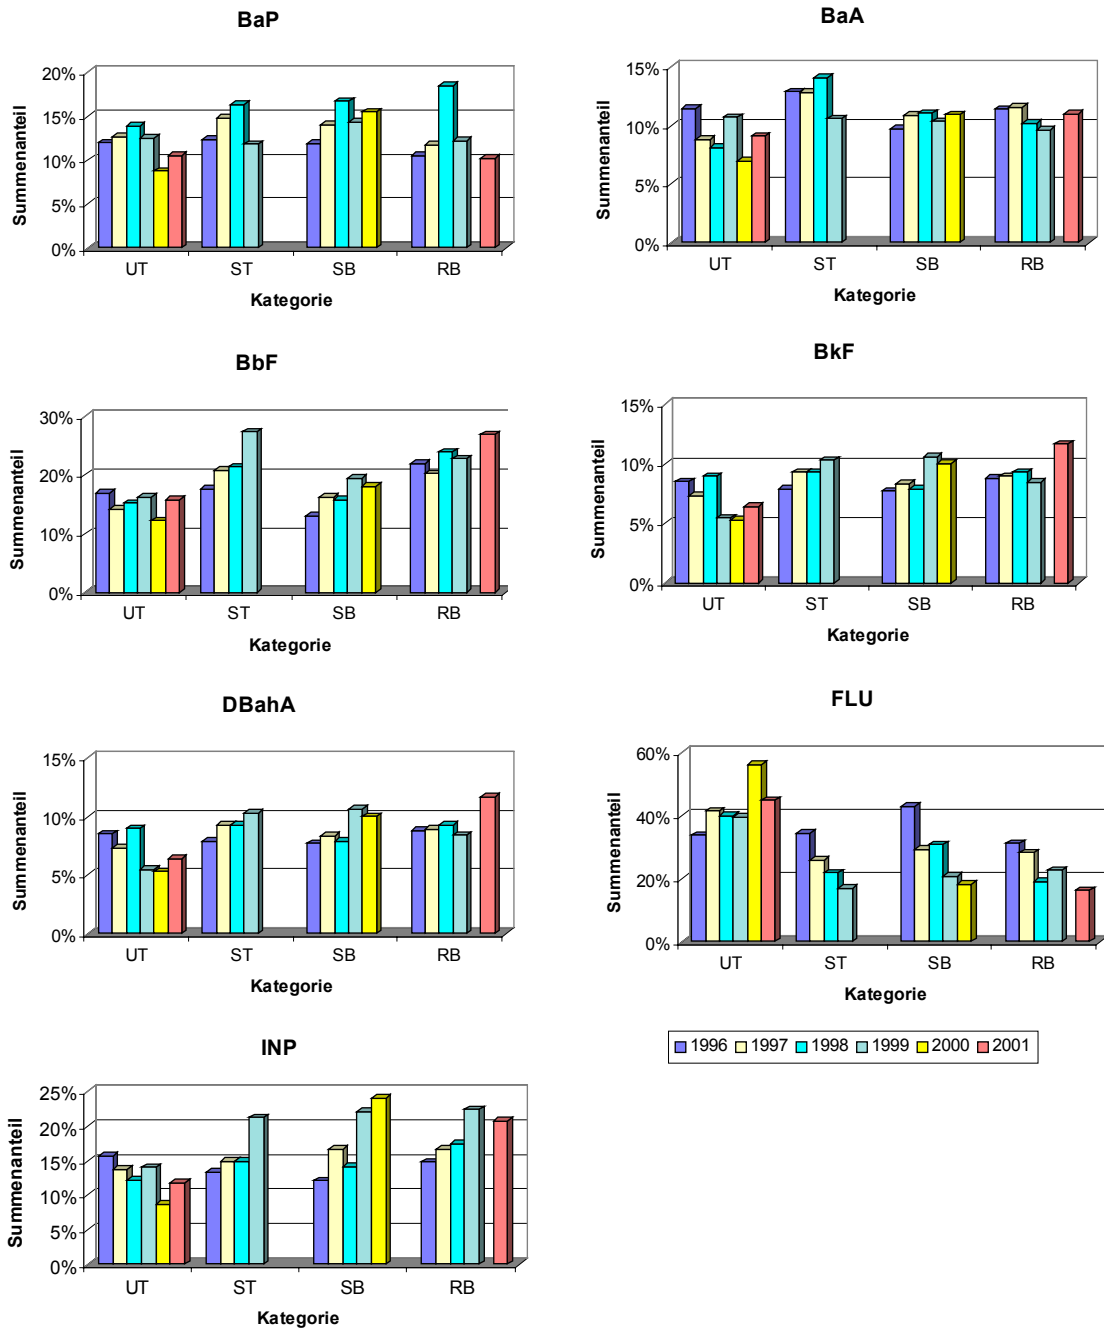 BaP
Summenanteil
20%
15%
10%
5%
0%
UT ST SB RB
Kategorie
BaA
Summenanteil
15%
10%
5%
0%
UT ST SB RB
Kategorie
BbF
Summenanteil
30%
20%
10%
0%
UT ST SB RB
Kategorie
BkF
Summenanteil
15%
10%
5%
0%
UT ST SB RB
Kategorie
DBahA
Summenanteil
15%
10%
5%
0%
UT ST SB RB
Kategorie
FLU
Summenanteil
60%
40%
20%
0%
UT ST SB RB
Kategorie
1996 1997 1998 1999 2000 2001
INP
Summenanteil
25%
20%
15%
10%
5%
0%
UT ST SB RB
Kategorie